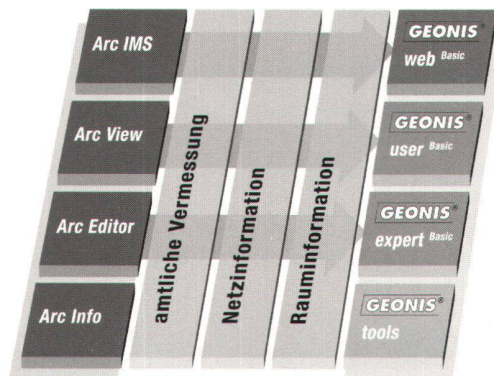 Arc IMS
Arc View
Arc Editor
Arc Info
amtliche Vermessung
Netzinformation
Rauminformation
GEONIS®
web Basic
GEONIS®
user Basic
GEONIS®
expert Basic
GEONIS®
tools